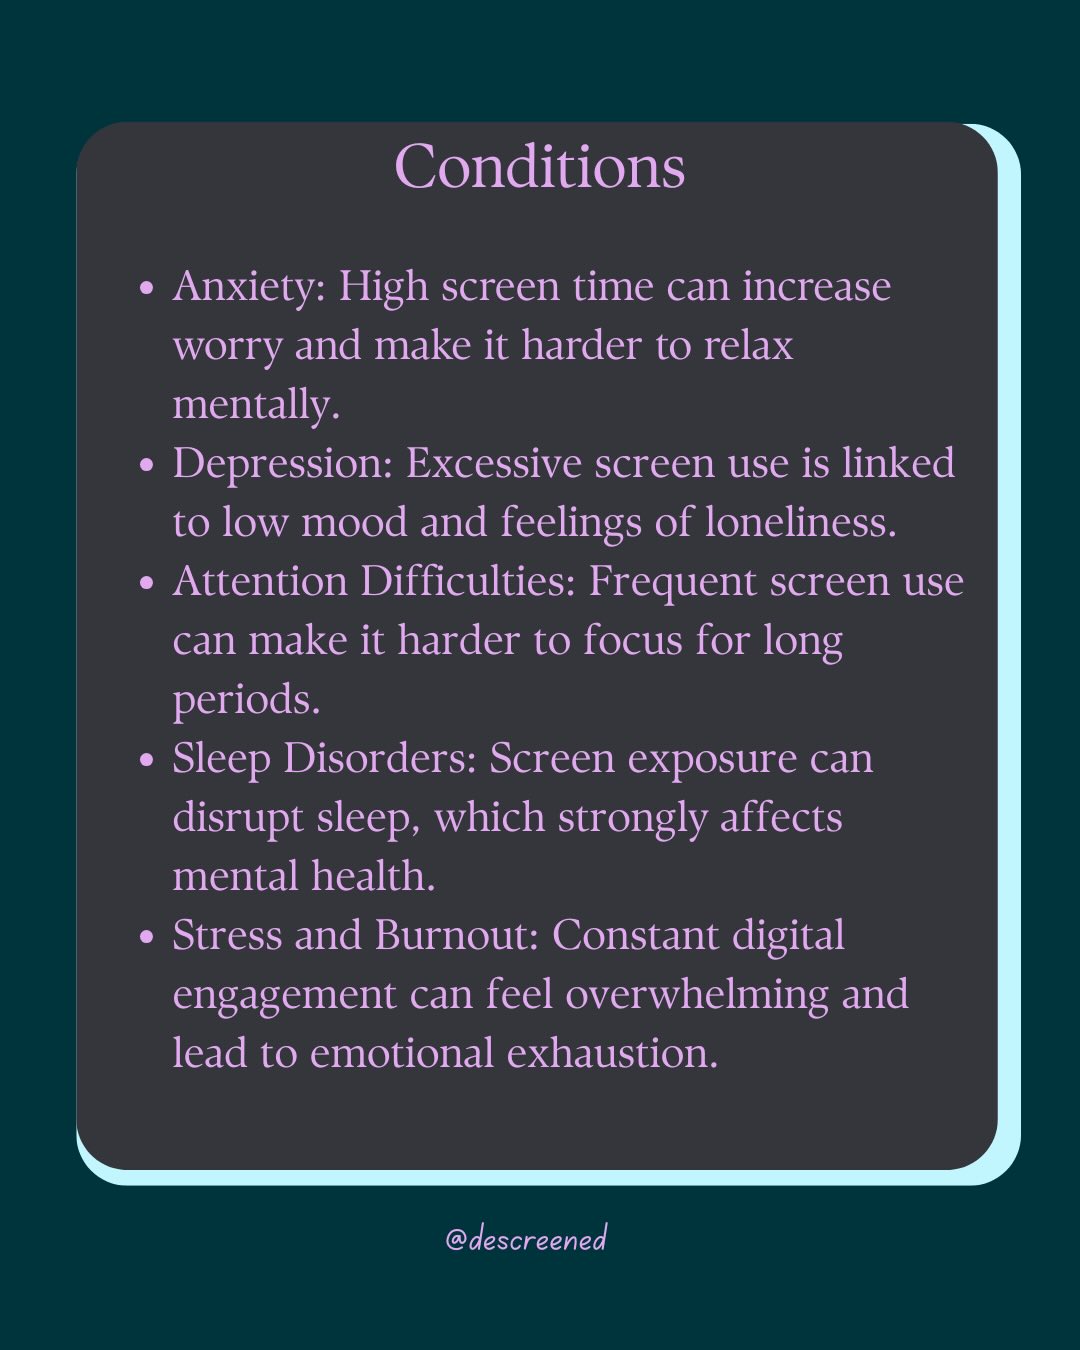 Conditions
• Anxiety: High screen time can increase
worry and make it harder to relax
mentally.
• Depression: Excessive screen use is linked
to low mood and feelings of loneliness.
• Attention Difficulties: Frequent screen use
can make it harder to focus for long
periods.
• Sleep Disorders: Screen exposure can
disrupt sleep, which strongly affects
mental health.
• Stress and Burnout: Constant digital
engagement can feel overwhelming and
lead to emotional exhaustion.
@descreened